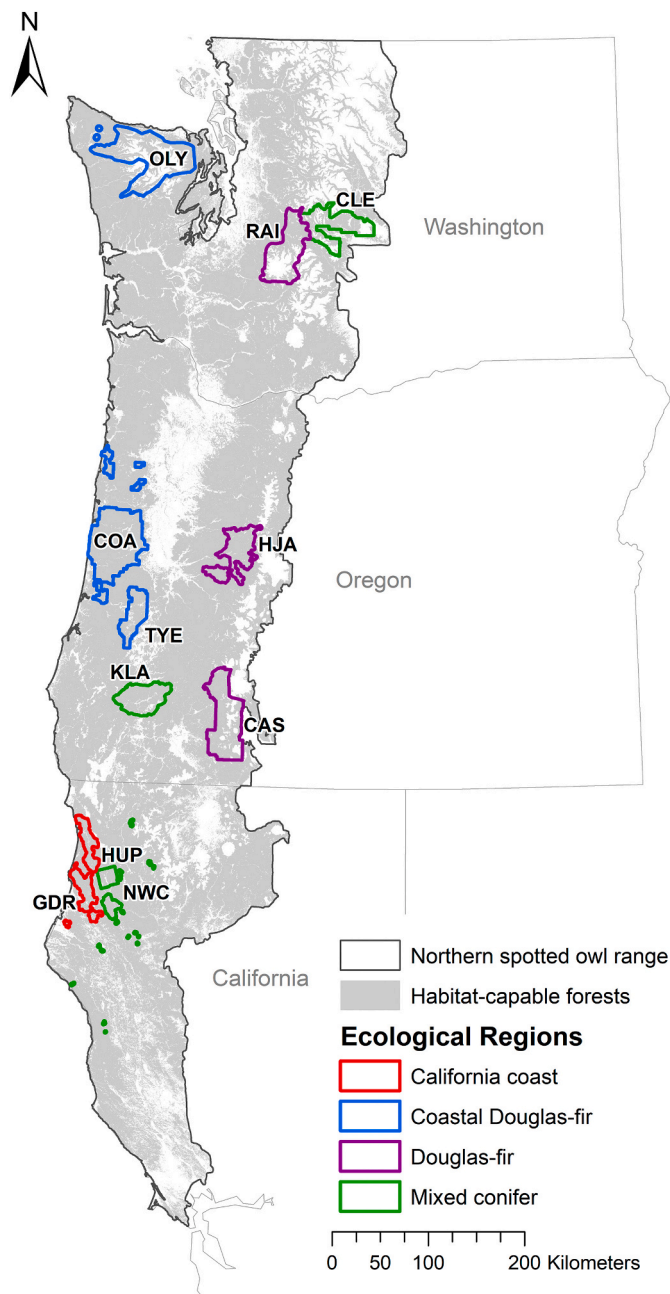 N
OLY
CLE
RAI
Washington
COA
HJA
Oregon
TYE
KLA
CAS
HUP
NWC
GDR
California
Northern spotted owl range
Habitat-capable forests
Ecological Regions
California coast
Coastal Douglas-fir
Douglas-fir
Mixed conifer
0 50 100 200 Kilometers